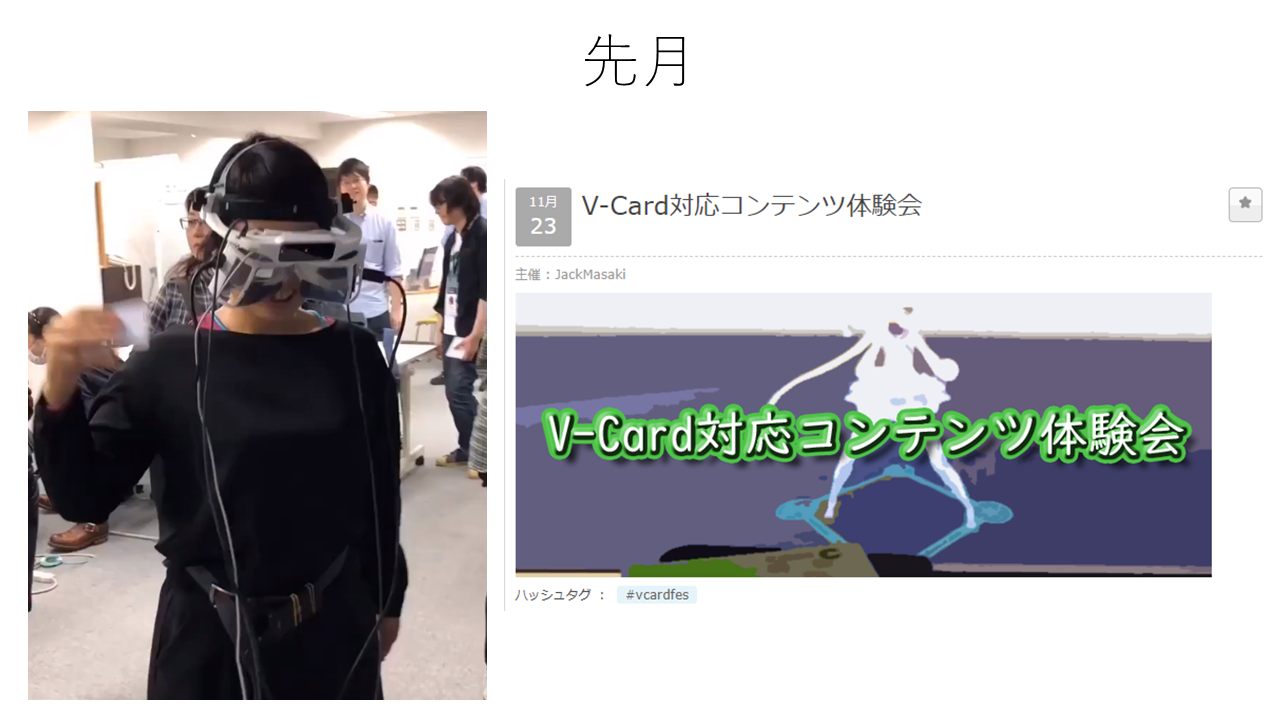 先月
11月
23
V-Card対応コンテンツ体験会
主催：JackMasaki
V-Card対応コンテンツ体験会
ハッシュタグ ： #vcardfes